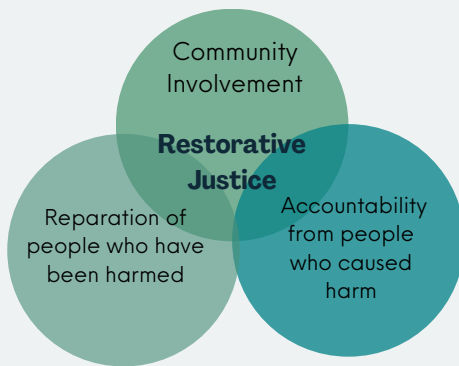 Community
Involvement
Restorative
Justice
Reparation of
people who have
been harmed
Accountability
from people
who caused
harm